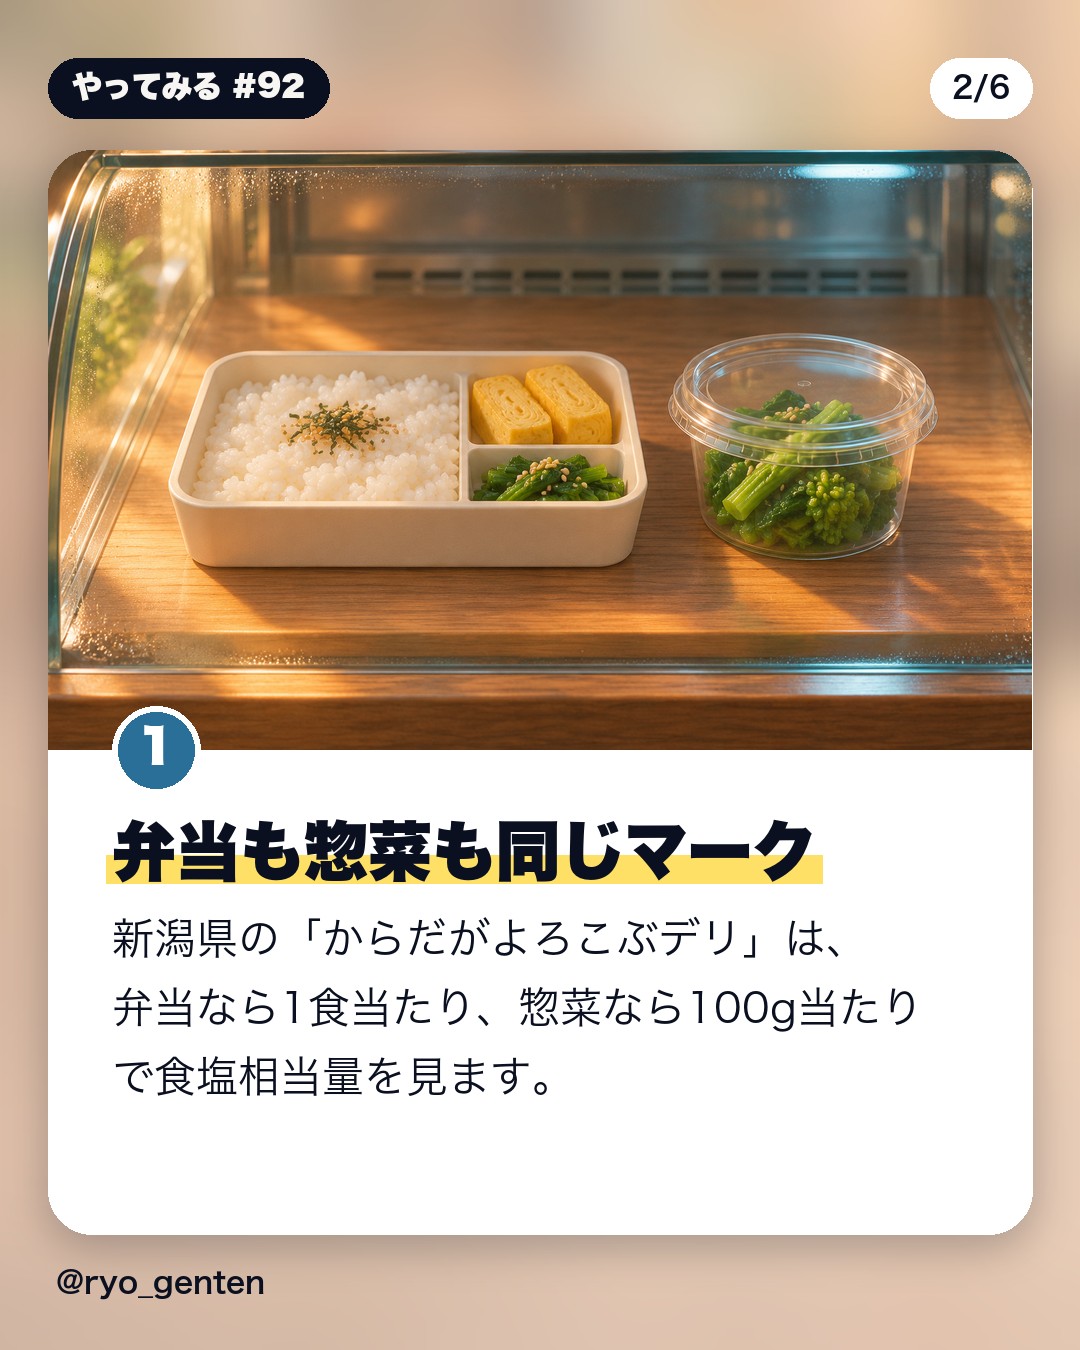 やってみる #92
2/6
1
弁当も惣菜も同じマーク
新潟県の「からだがよろこぶデリ」は、
弁当なら1食当たり、惣菜なら100g当たり
で食塩相当量を見ます。
@ryo_genten